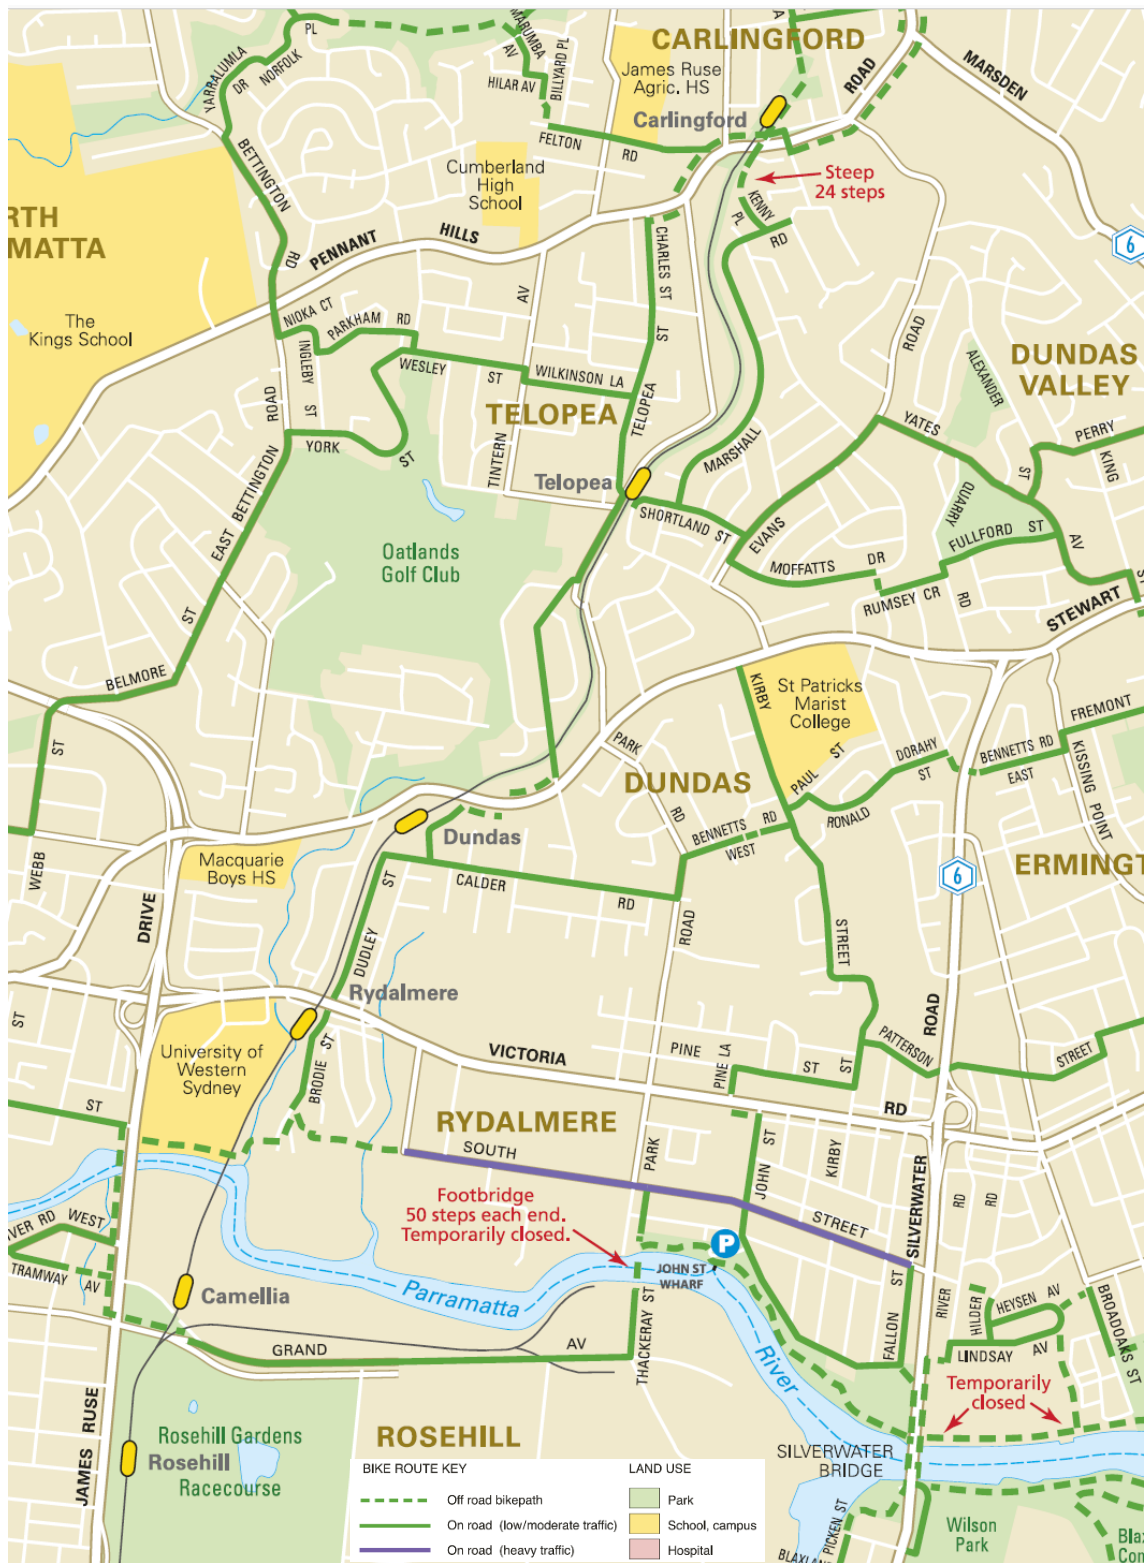 PL
MARUMBA
AV
A
CARLINGFORD
James Ruse
Agric. HS
ROAD
MARSDEN
YARRALUMLA
DR
NORFOLK
HILAR AV
BILLYARD PL
Carlingford
FELTON
RD
BETTINGTON
RD
Cumberland
High
School
Steep
24 steps
KENNY
PL
RD
RTH
MATTA
PENNANT
HILLS
CHARLES ST
6
The
Kings School
NIOKA CT
PARKHAM RD
INGLEBY ST
AV
ST
ROAD
ALEXANDER
DUNDAS
VALLEY
WESLEY
ST
WILKINSON LA
TELOPEA
TELOPEA
ROAD
YORK
ST
TINTERN
Telopea
MARSHALL
YATES
PERRY
ST
KING
EAST BETTINGTON
SHORTLAND ST
EVANS
QUARRY
FULLFORD ST
AV
Oatlands
Golf Club
MOFFATTS DR
RUMSEY CR
RD
STEWART
ST
BELMORE
ST
KIRBY
St Patricks
Marist
College
PARK
RD
DUNDAS
PAUL ST
DORAHY
ST
BENNETTS RD
EAST
FREMONT
KISSING POINT
RONALD
BENNETTS RD
WEST
Dundas
Macquarie
Boys HS
WEBB
ST
CALDER
RD
6
ERMINGT
DRIVE
DUDLEY
ST
ROAD
STREET
Rydalmere
ST
ROAD
University of
Western
Sydney
BRODIE ST
VICTORIA
PINE
PINE LA
ST
ST
PATTERSON
STREET
RD
ST
RYDALMERE
SOUTH
PARK
JOHN ST
KIRBY
SILVERWATER
RD
RD
Footbridge
50 steps each end.
Temporarily closed.
STREET
VER RD WEST
P
JOHN ST
WHARF
TRAMWAY AV
Camellia
Parramatta
River
THACKERAY ST
FALLON
ST
RIVER
HILDER
HEYSEN AV
BROADOAKS ST
GRAND
AV
LINDSAY AV
Temporarily
closed
JAMES RUSE
Rosehill Gardens
Rosehill
Racecourse
ROSEHILL
SILVERWATER
BRIDGE
BIKE ROUTE KEY
Off road bikepath
On road (low/moderate traffic)
On road (heavy traffic)
LAND USE
Park
School, campus
Hospital
PICKEN ST
BLAXLAN
Wilson
Park
Blax
Con